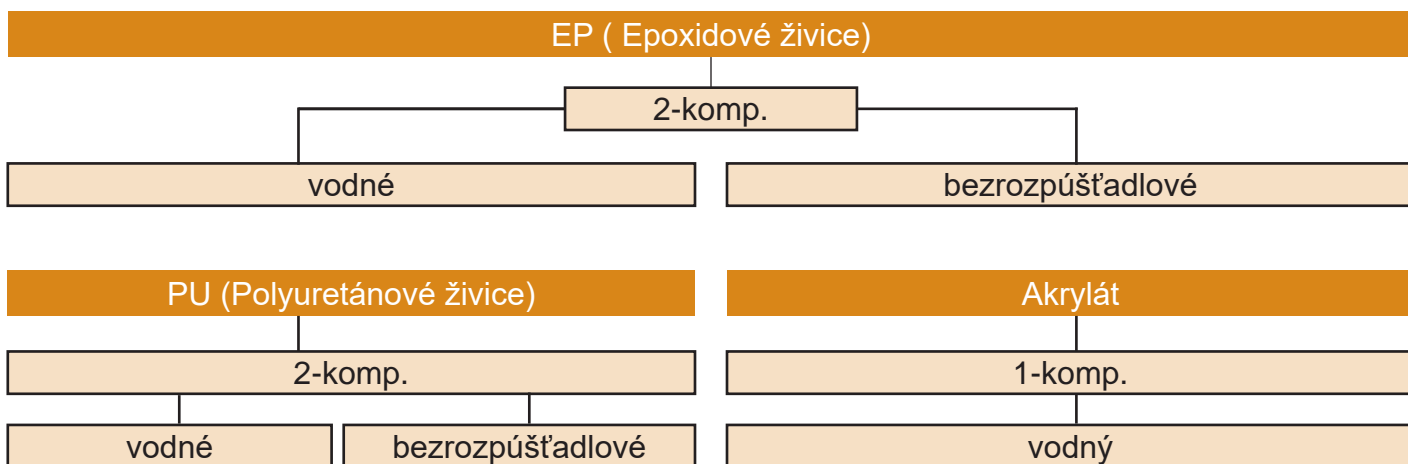 EP ( Epoxidové živice)
2-komp.
vodné
bezrozpúšťadlové
PU (Polyuretánové živice)
Akrylát
2-komp.
1-komp.
vodné
bezrozpúšťadlové
vodný